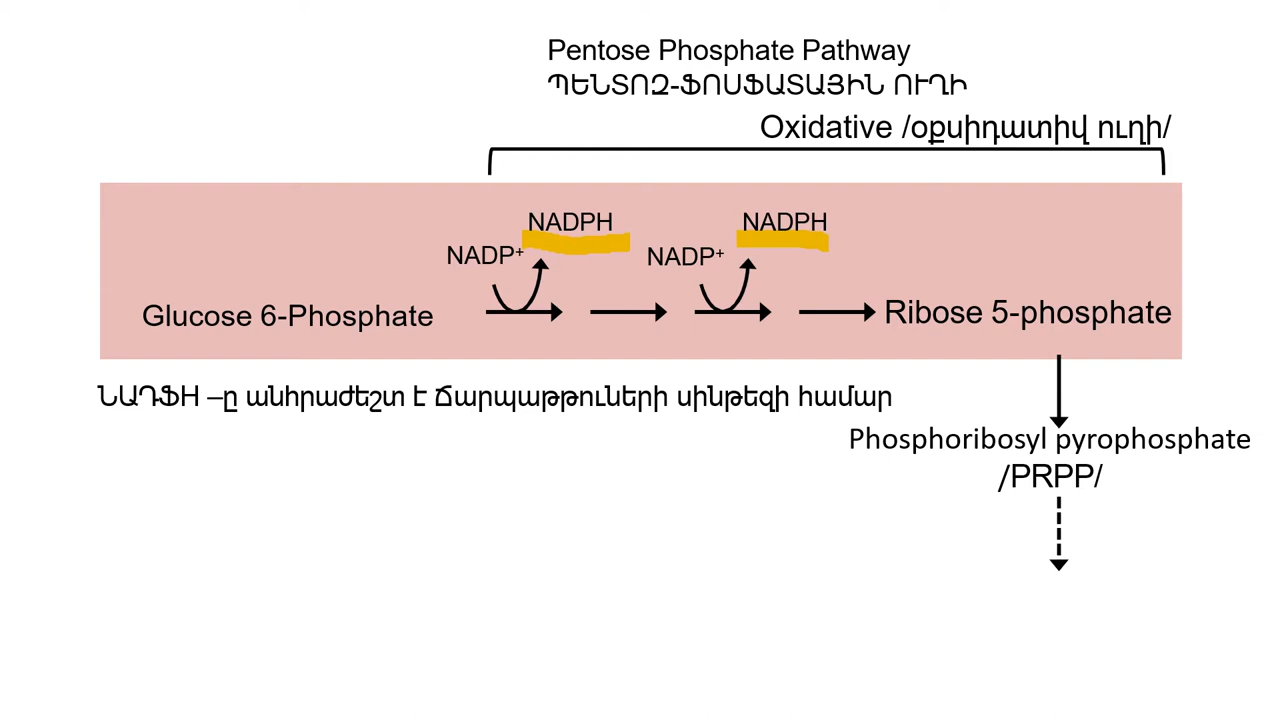 Pentose Phosphate Pathway
ՊԵՆՏՈԶ-ՖՈՍՖԱՏԱՅԻՆ ՈՒՂԻ
Oxidative /օքսիդատիվ ուղի/
NADPH NADPH
NADP⁺ NADP⁺
Glucose 6-Phosphate Ribose 5-phosphate
ՆԱԴՖH –ը անհրաժեշտ է Ճարպաթթուների սինթեզի համար
Phosphoribosyl pyrophosphate
/PRPP/